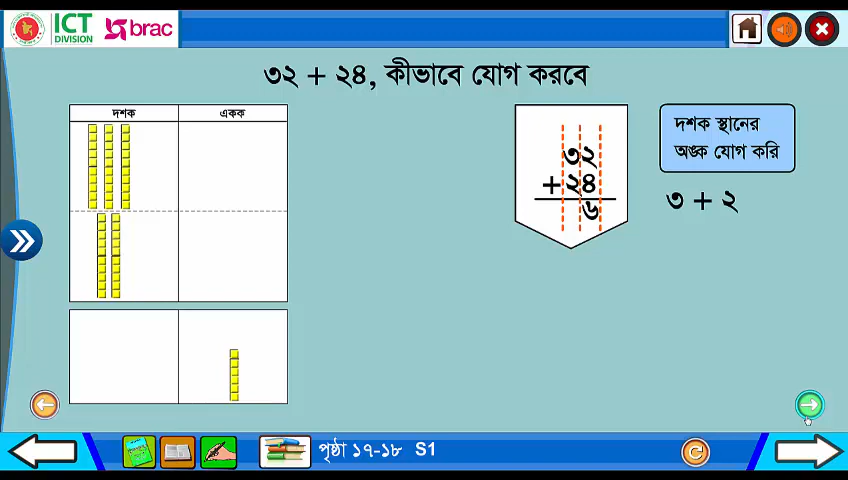 ICT
DIVISION
brac
৩২ + ২৪, কীভাবে যোগ করবে
দশক
একক
৩২
+ ২৪
৬
দশক স্থানের
অঙ্ক যোগ করি
৩ + ২
পৃষ্ঠা ১৭-১৮ S1